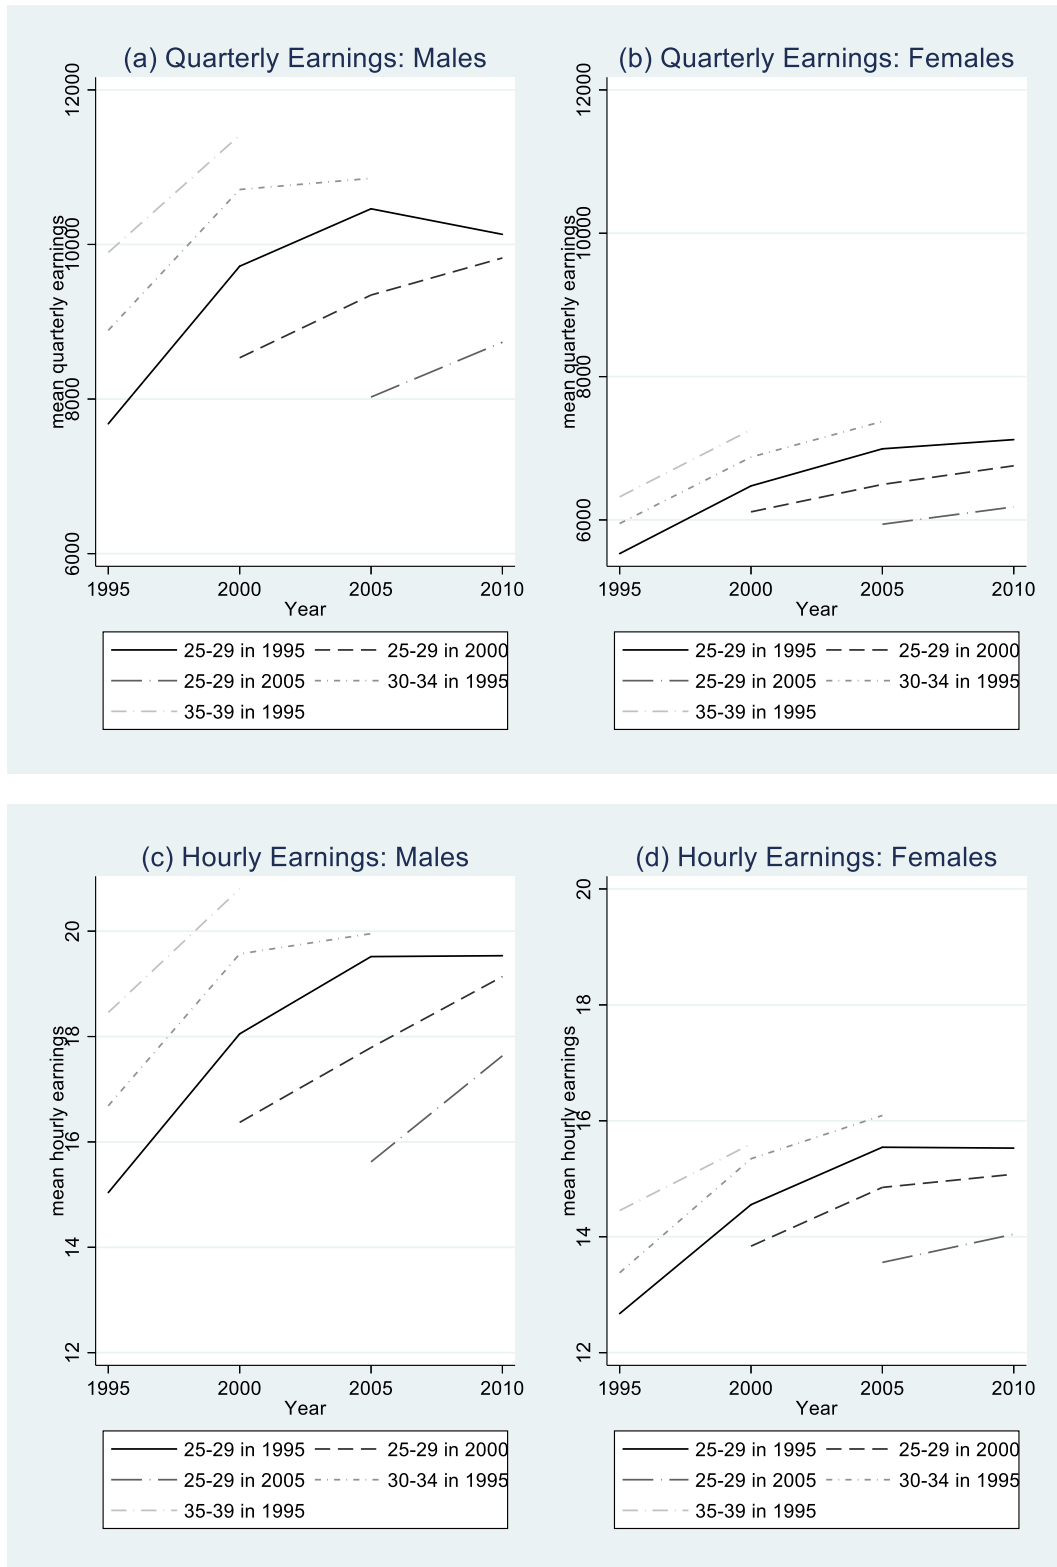 (a) Quarterly Earnings: Males
mean quarterly earnings
12000
10000
8000
6000
1995 2000 2005 2010
Year
25-29 in 1995 25-29 in 2000
25-29 in 2005 30-34 in 1995
35-39 in 1995
(b) Quarterly Earnings: Females
mean quarterly earnings
12000
10000
8000
6000
1995 2000 2005 2010
Year
25-29 in 1995 25-29 in 2000
25-29 in 2005 30-34 in 1995
35-39 in 1995
(c) Hourly Earnings: Males
mean hourly earnings
20
18
16
14
12
1995 2000 2005 2010
Year
25-29 in 1995 25-29 in 2000
25-29 in 2005 30-34 in 1995
35-39 in 1995
(d) Hourly Earnings: Females
mean hourly earnings
20
18
16
14
12
1995 2000 2005 2010
Year
25-29 in 1995 25-29 in 2000
25-29 in 2005 30-34 in 1995
35-39 in 1995